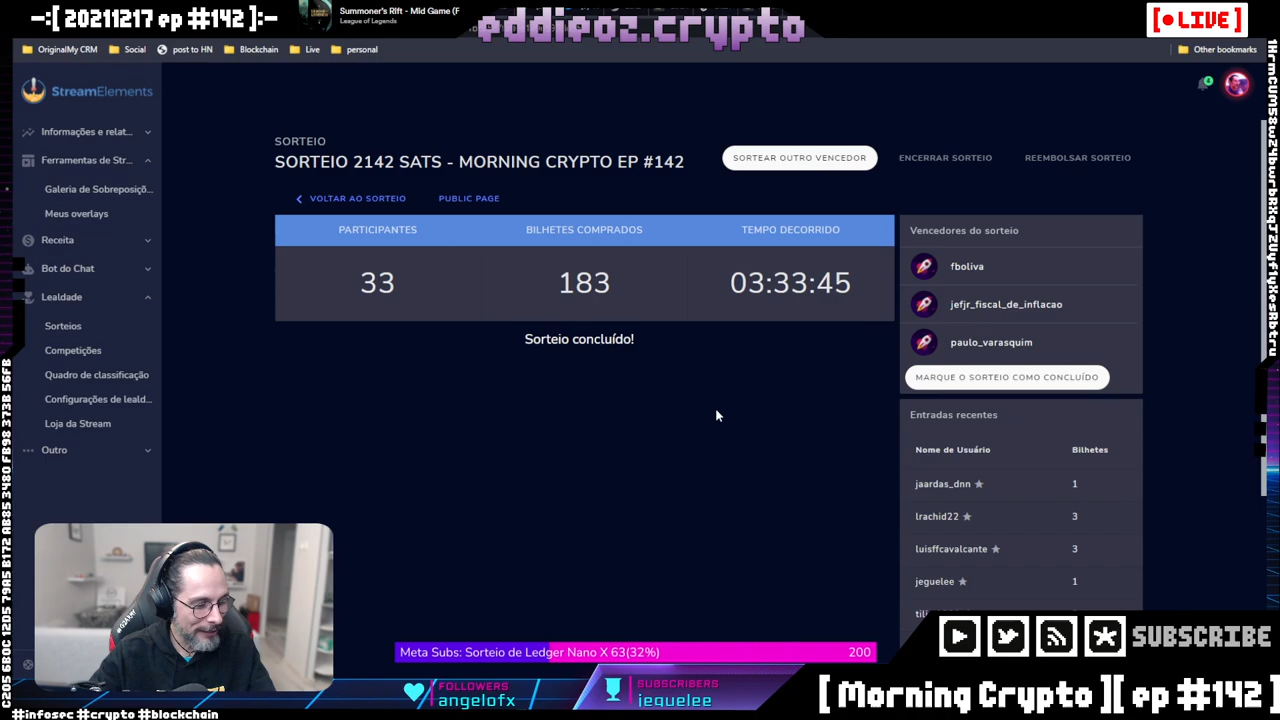 —:[ 20211217 ep #142 ]:—
Summoner's Rift - Mid Game (F
League of Legends
eddieoz.crypto
[•LIVE]
OriginalMy CRM
Social
post to HN
Blockchain
Live
personal
Other bookmarks
StreamElements
4
Informações e relat...
Ferramentas de Str...
Galeria de Sobreposiçõ...
Meus overlays
Receita
Bot do Chat
Lealdade
Sorteios
Competições
Quadro de classificação
Configurações de leald...
Loja da Stream
Outro
SORTEIO
SORTEIO 2142 SATS - MORNING CRYPTO EP #142
SORTEAR OUTRO VENCEDOR
ENCERRAR SORTEIO
REEMBOLSAR SORTEIO
VOLTAR AO SORTEIO
PUBLIC PAGE
PARTICIPANTES
BILHETES COMPRADOS
TEMPO DECORRIDO
33
183
03:33:45
Sorteio concluído!
Vencedores do sorteio
fboliva
jefjr_fiscal_de_inflacao
paulo_varasquim
MARQUE O SORTEIO COMO CONCLUÍDO
Entradas recentes
Nome de Usuário
Bilhetes
jaardas_dnn
1
lrachid22
3
luisffcavalcante
3
jeguelee
1
Meta Subs: Sorteio de Ledger Nano X 63(32%)
200
FOLLOWERS
angelofx
SUBSCRIBERS
jeguelee
SUBSCRIBE
[ Morning Crypto ][ ep #142 ]
#infosec #crypto #blockchain